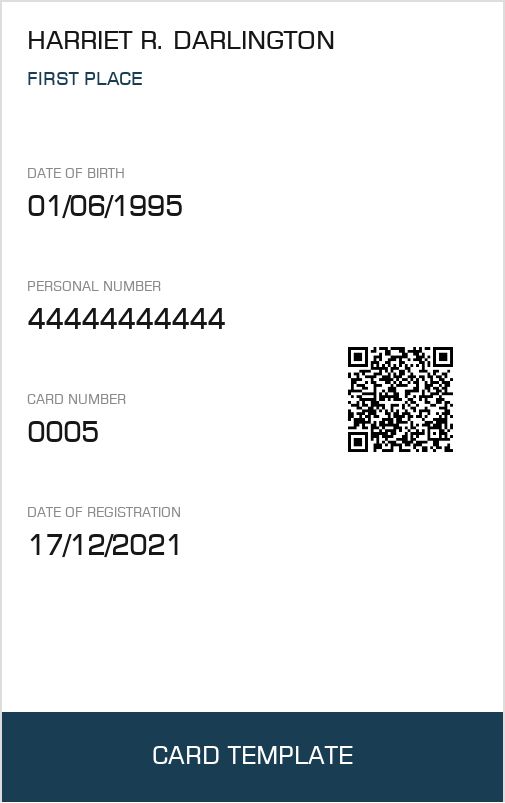 HARRIET R. DARLINGTON
FIRST PLACE
DATE OF BIRTH
01/06/1995
PERSONAL NUMBER
44444444444
CARD NUMBER
0005
DATE OF REGISTRATION
17/12/2021
CARD TEMPLATE